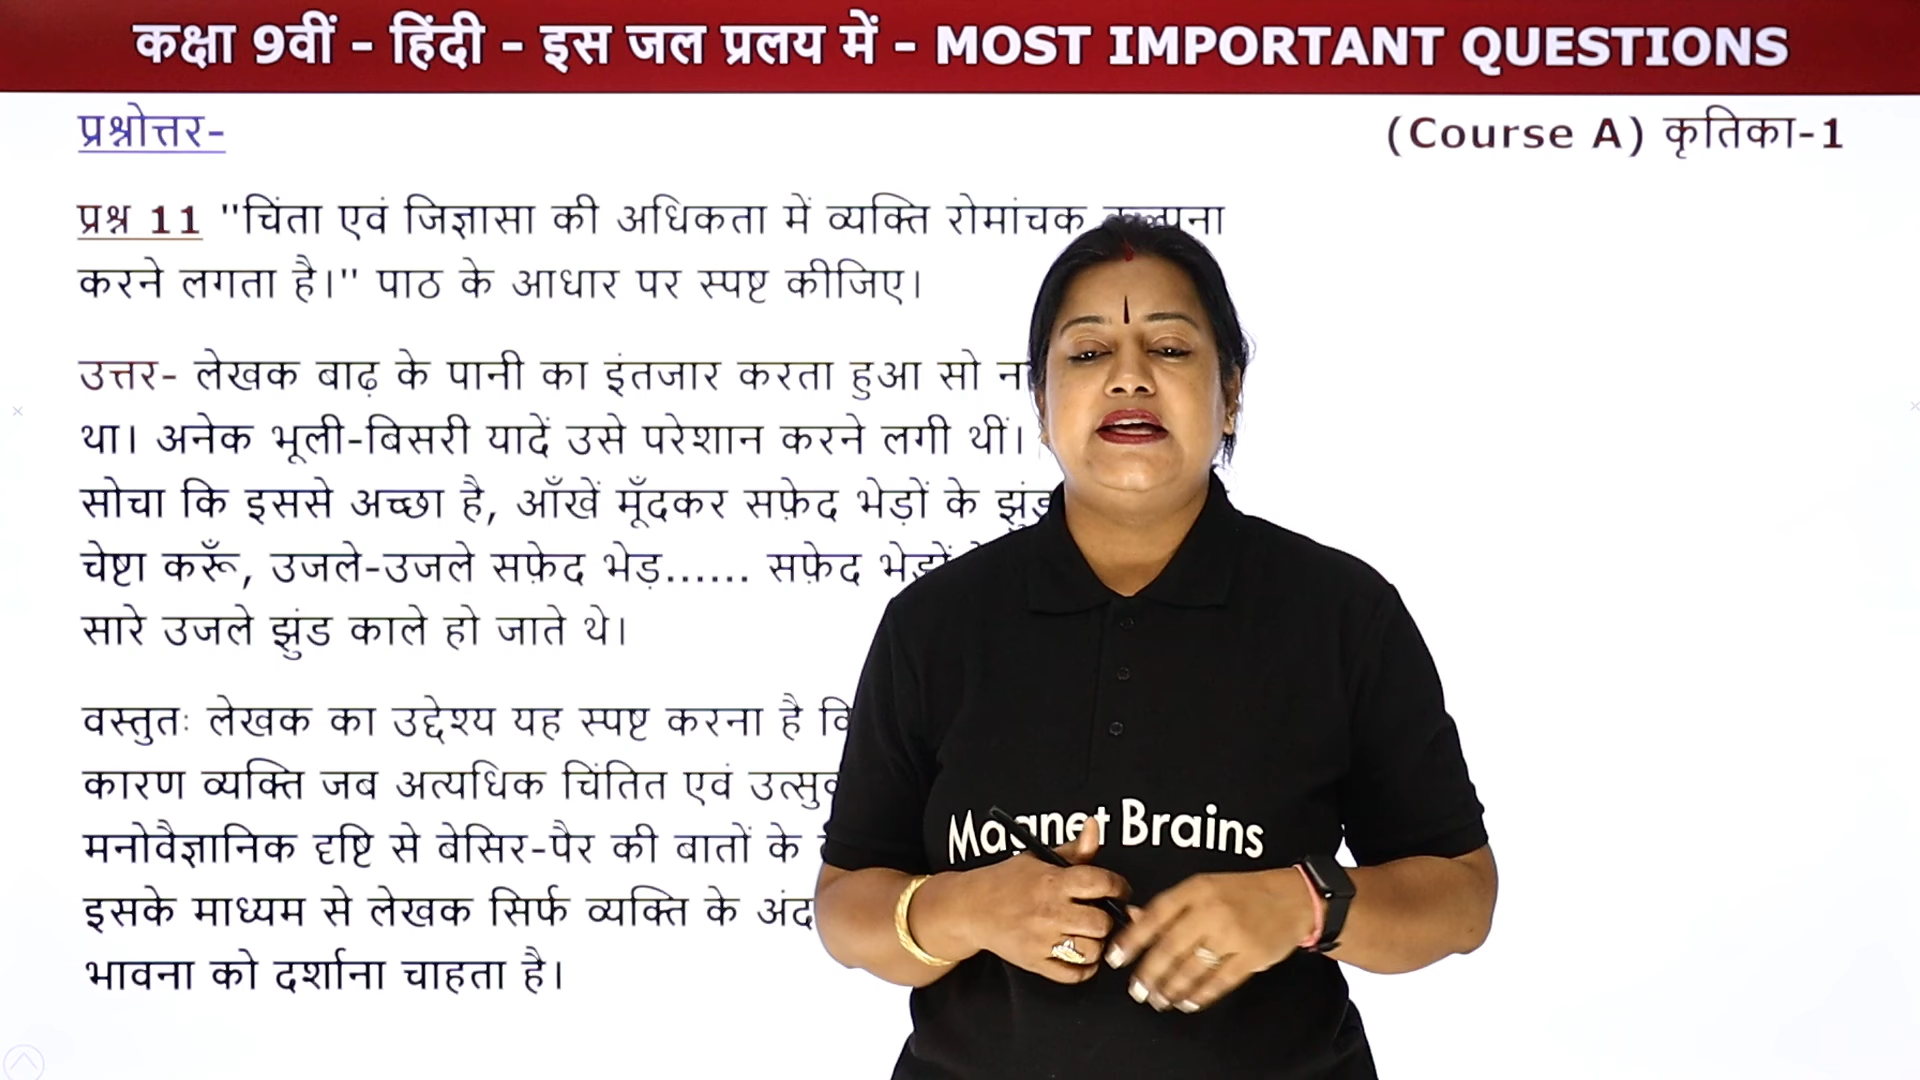 कक्षा 9वीं - हिंदी - इस जल प्रलय में - MOST IMPORTANT QUESTIONS
प्रश्नोत्तर-
(Course A) कृतिका-1
प्रश्न 11 "चिंता एवं जिज्ञासा की अधिकता में व्यक्ति रोमांचक
करने लगता है।" पाठ के आधार पर स्पष्ट कीजिए।
उत्तर- लेखक बाढ़ के पानी का इंतजार करता हुआ सो
था। अनेक भूली-बिसरी यादें उसे परेशान करने लगी थीं।
सोचा कि इससे अच्छा है, आँखें मूँदकर सफ़ेद भेड़ों के झुंड
चेष्टा करूँ, उजले-उजले सफ़ेद भेड़...... सफ़ेद भेड़ों
सारे उजले झुंड काले हो जाते थे।
वस्तुतः लेखक का उद्देश्य यह स्पष्ट करना है
कारण व्यक्ति जब अत्यधिक चिंतित एवं
मनोवैज्ञानिक दृष्टि से बेसिर-पैर की बातों के
इसके माध्यम से लेखक सिर्फ व्यक्ति के
भावना को दर्शाना चाहता है।
Magnet Brains